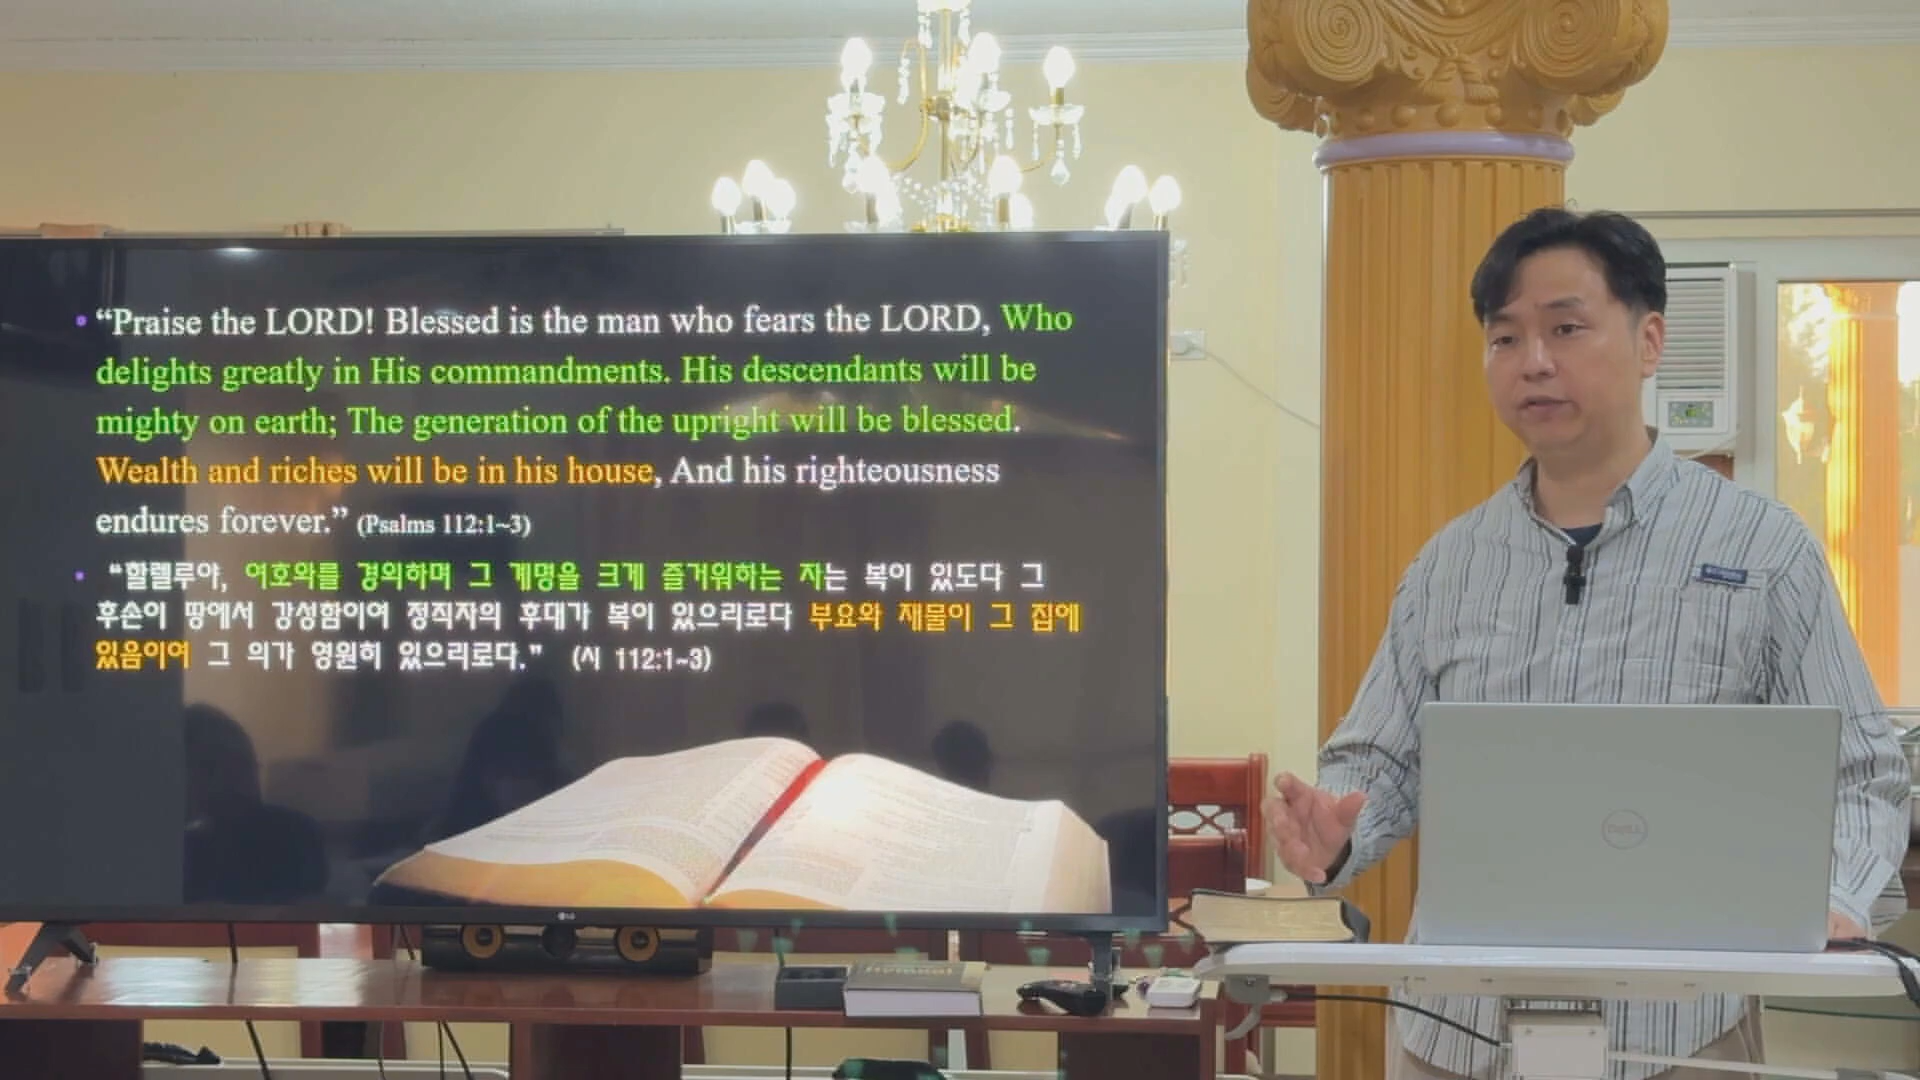 “Praise the LORD! Blessed is the man who fears the LORD, Who
delights greatly in His commandments. His descendants will be
mighty on earth; The generation of the upright will be blessed.
Wealth and riches will be in his house, And his righteousness
endures forever.” (Psalms 112:1~3)
“할렐루야, 여호와를 경외하며 그 계명을 크게 즐거워하는 자는 복이 있도다 그
후손이 땅에서 강성함이여 정직자의 후대가 복이 있으리로다 부요와 재물이 그 집에
있음이여 그 의가 영원히 있으리로다.” (시 112:1~3)
LG
DELL
Hymnal